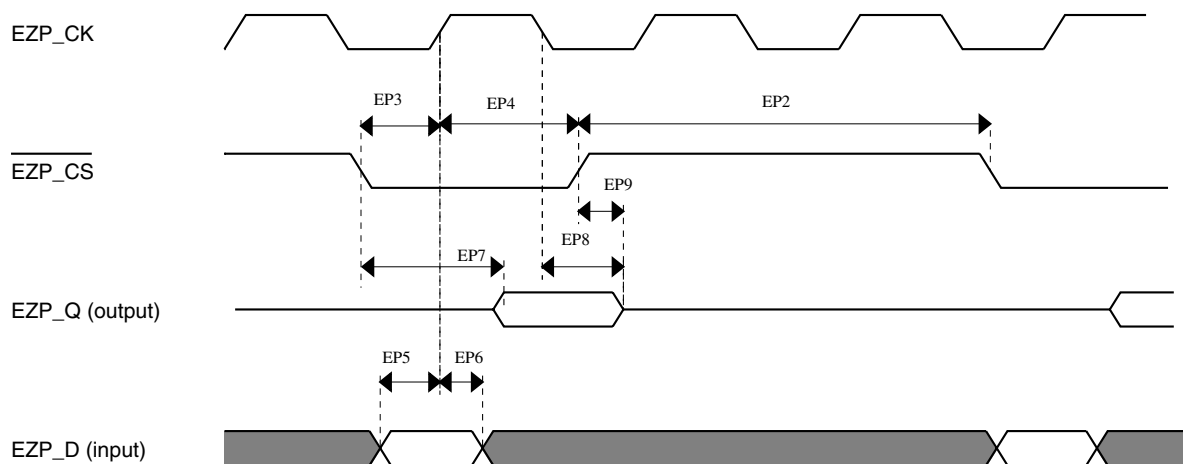 EZP_CK
EP3
EP4
EP2
EZP_CS
EP9
EP8
EP7
EZP_Q (output)
EP5
EP6
EZP_D (input)